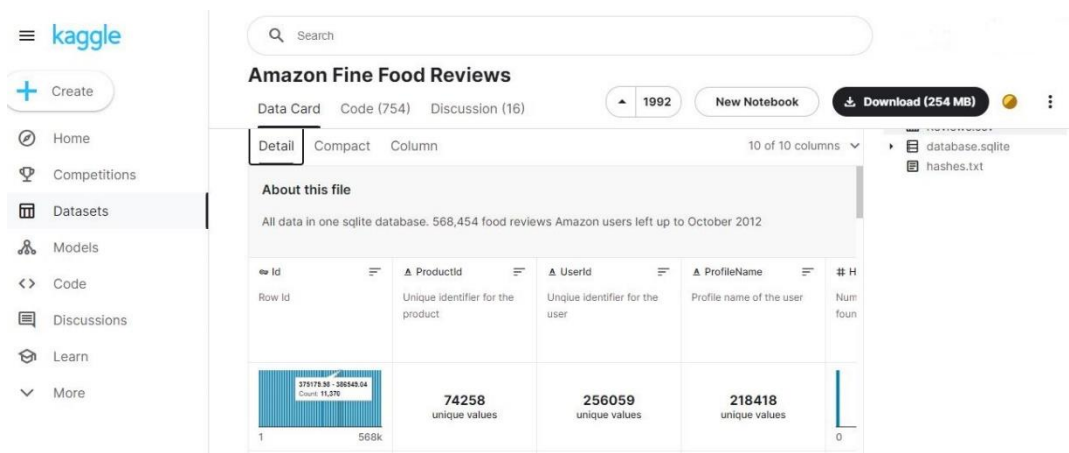 kaggle
Search
Create
Home
Competitions
Datasets
Models
Code
Discussions
Learn
More
Amazon Fine Food Reviews
Data Card Code (754) Discussion (16)
1992 New Notebook Download (254 MB)
Detail Compact Column 10 of 10 columns
database.sqlite
hashes.txt
About this file
All data in one sqlite database. 568,454 food reviews Amazon users left up to October 2012
Id ProductId UserId ProfileName # H
Row Id Unique identifier for the Unqiue identifier for the Profile name of the user Num
product user foun
379179.98 - 386549.04
Count: 11,370
74258 256059 218418
unique values unique values unique values
1 568k 0